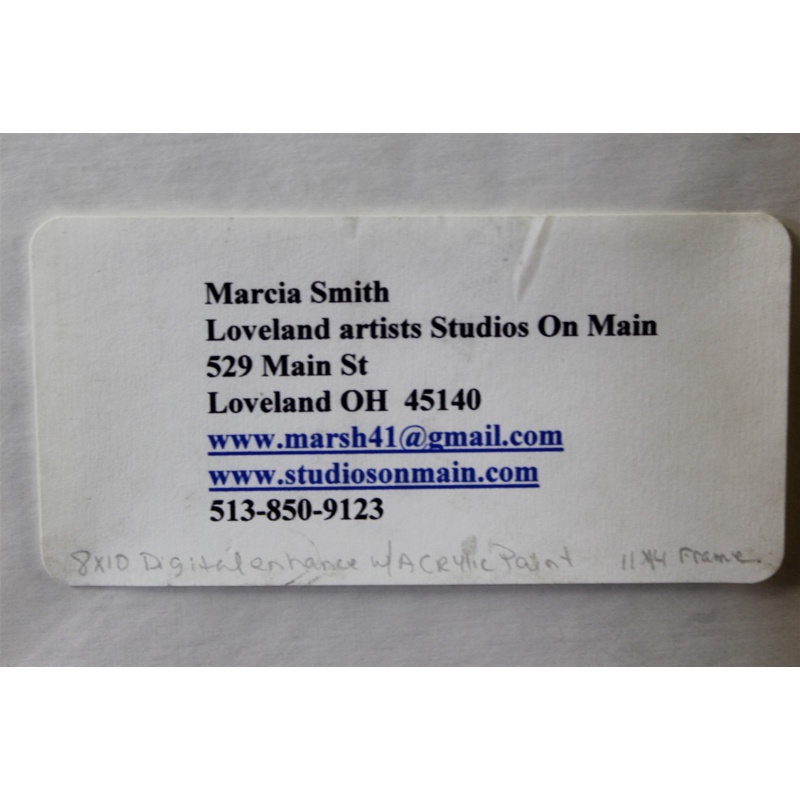 Marcia Smith
Loveland artists Studios On Main
529 Main St
Loveland OH 45140
www.marsh41@gmail.com
www.studiosonmain.com
513-850-9123
8x10 Digital enhance w/ Acrylic Paint 11x14 Frame